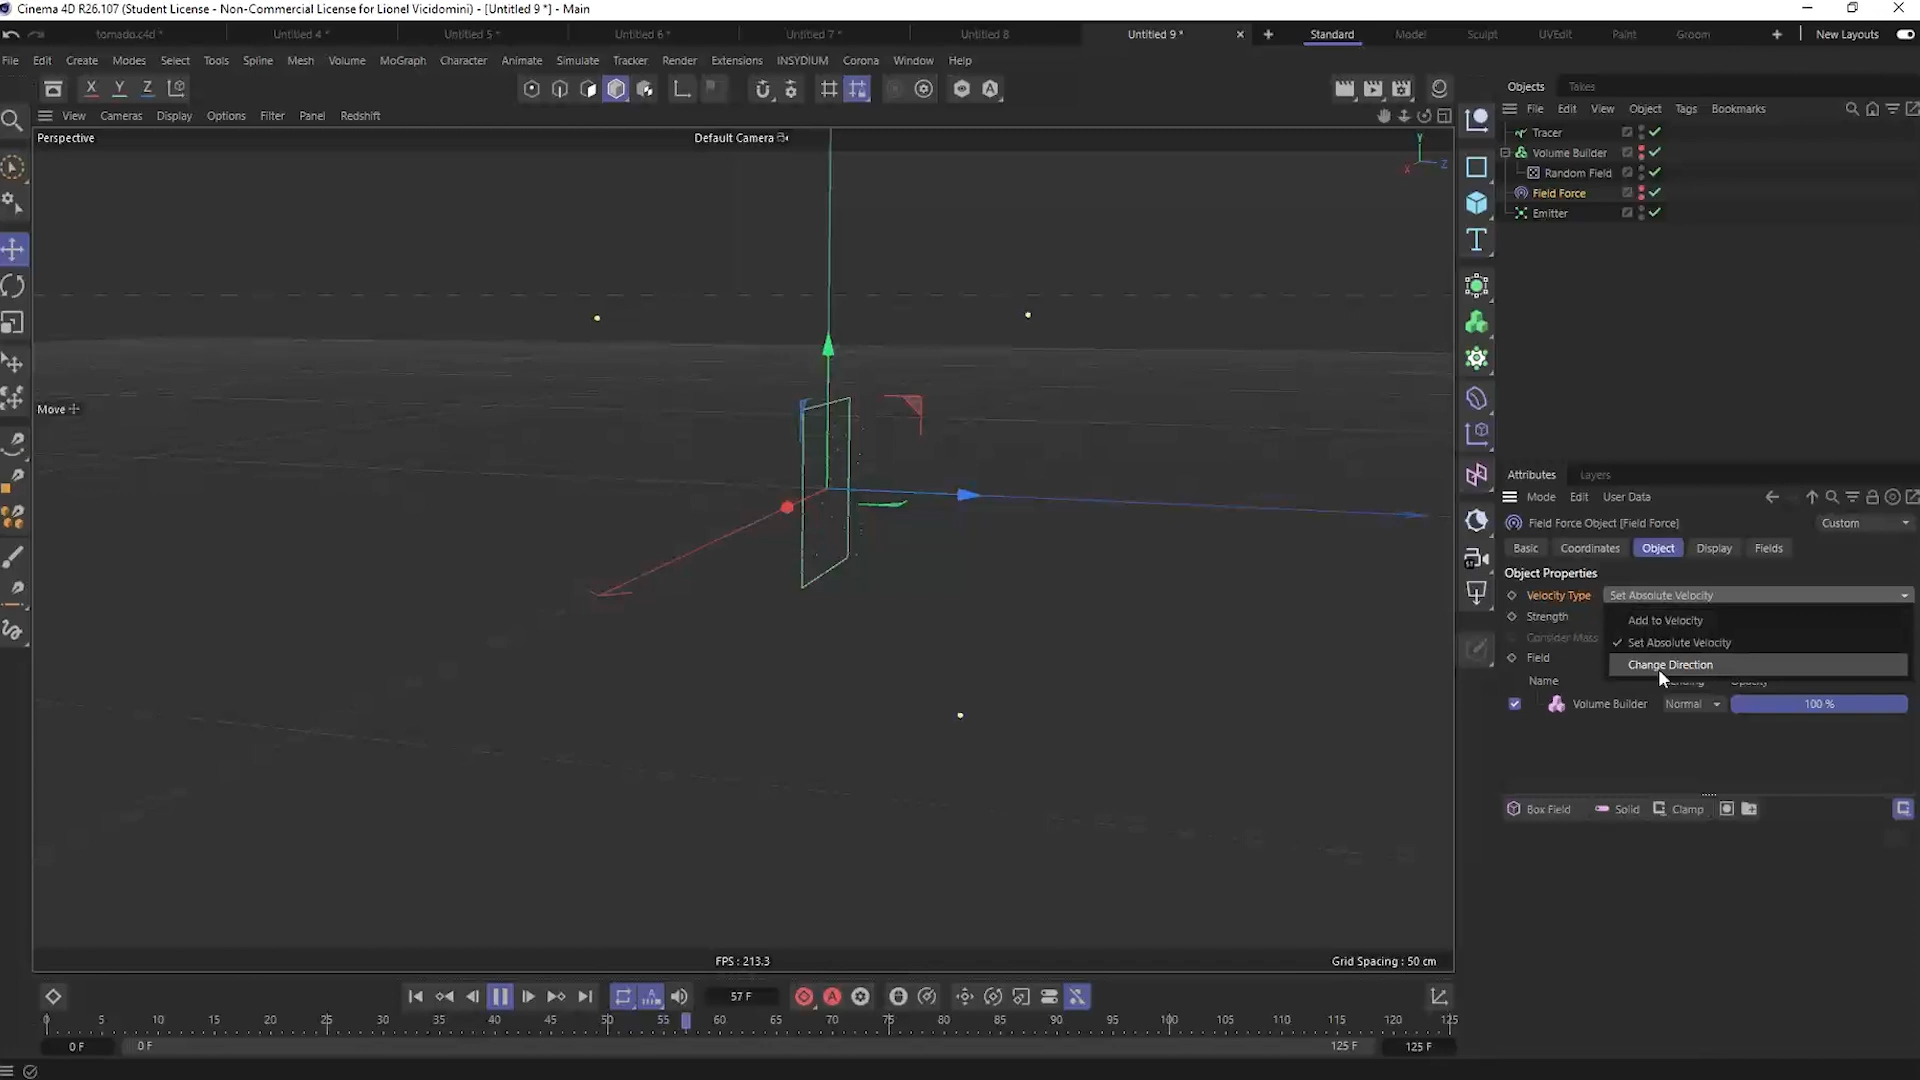 Cinema 4D R26.107 (Student License - Non-Commercial License for Lionel Vicidomini) - [Untitled 9 *] - Main
tornado.c4d * Untitled 4 * Untitled 5 * Untitled 6 * Untitled 7 * Untitled 8 Untitled 9 * Standard Model Sculpt UVEdit Paint Groom New Layouts
File Edit Create Modes Select Tools Spline Mesh Volume MoGraph Character Animate Simulate Tracker Render Extensions INSYDIUM Corona Window Help
X Y Z
Objects Takes
View Cameras Display Options Filter Panel Redshift
File Edit View Object Tags Bookmarks
Perspective
Default Camera
Y
Z
X
Tracer
Volume Builder
Random Field
Field Force
Emitter
Move
Attributes Layers
Mode Edit User Data
Field Force Object [Field Force]
Custom
Basic Coordinates Object Display Fields
Object Properties
Velocity Type Set Absolute Velocity
Strength
Add to Velocity
Consider Mass
Set Absolute Velocity
Field
Change Direction
Name
Volume Builder Normal 100 %
Box Field Solid Clamp
FPS : 213.3
Grid Spacing : 50 cm
57 F
0 5 10 15 20 25 30 35 40 45 50 55 60 65 70 75 80 85 90 95 100 105 110 115 120 125
0 F 0 F 125 F 125 F